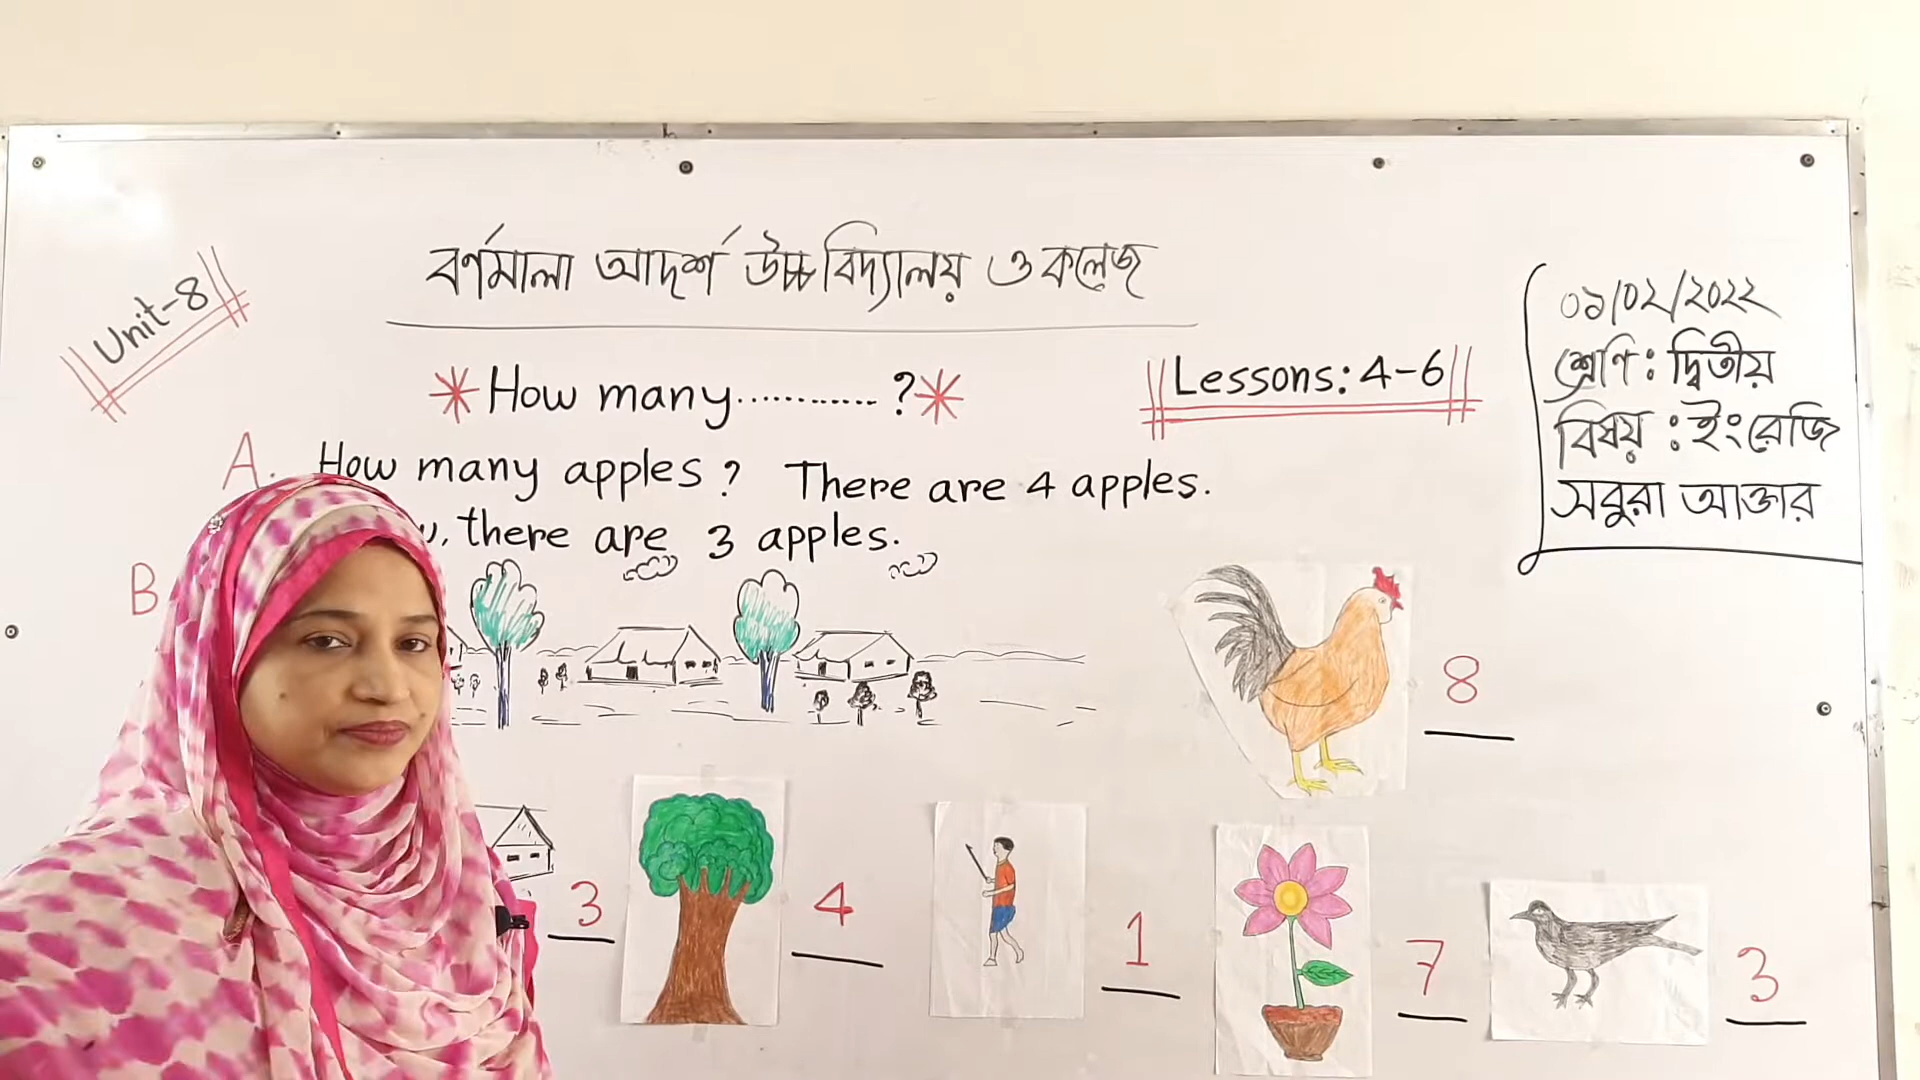 বর্ণমালা আদর্শ উচ্চ বিদ্যালয় ও কলেজ
Unit-8
How many............?
Lessons: 4-6
০১/০২/২০২২
শ্রেণি : দ্বিতীয়
বিষয় : ইংরেজি
সবুরা আক্তার
A. How many apples? There are 4 apples.
there are 3 apples.
B
8
3
4
1
7
3